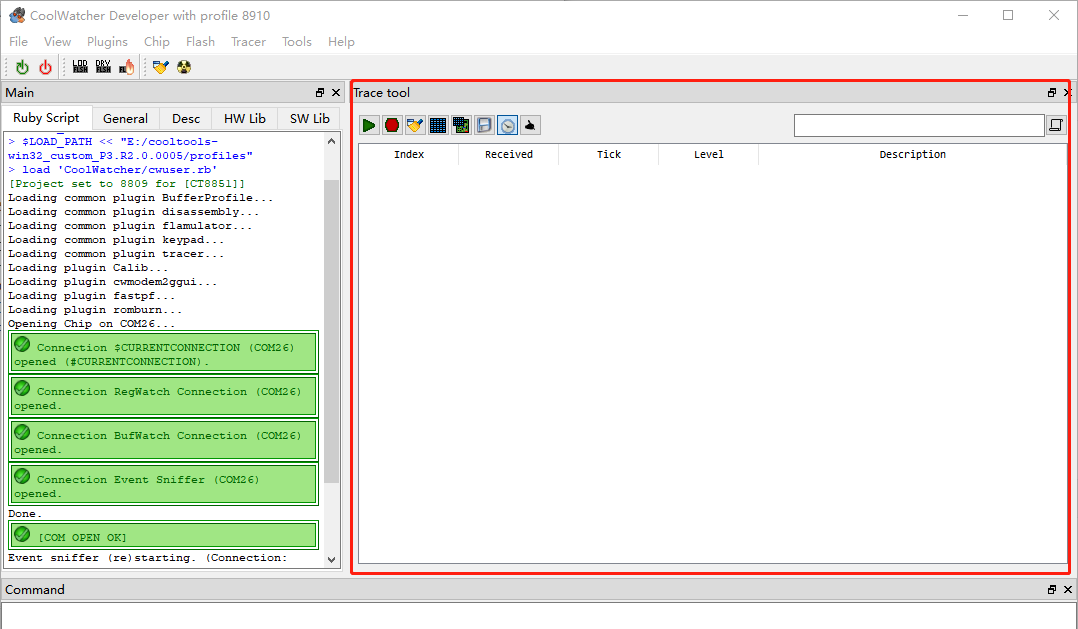 CoolWatcher Developer with profile 8910
File View Plugins Chip Flash Tracer Tools Help
LOD FLSH DRV FLSH
Main
Trace tool
Ruby Script General Desc HW Lib SW Lib
> $LOAD_PATH << "E:/cooltools-
win32_custom_P3.R2.0.0005/profiles"
> load 'CoolWatcher/cwuser.rb'
[Project set to 8809 for [CT8851]]
Loading common plugin BufferProfile...
Loading common plugin disassembly...
Loading common plugin flamulator...
Loading common plugin keypad...
Loading common plugin tracer...
Loading plugin Calib...
Loading plugin cwmodem2ggui...
Loading plugin fastpf...
Loading plugin romburn...
Opening Chip on COM26...
Connection $CURRENTCONNECTION (COM26)
opened (#CURRENTCONNECTION).
Connection RegWatch Connection (COM26)
opened.
Connection BufWatch Connection (COM26)
opened.
Connection Event Sniffer (COM26)
opened.
Done.
[COM OPEN OK]
Event sniffer (re)starting. (Connection:
Index Received Tick Level Description
Command